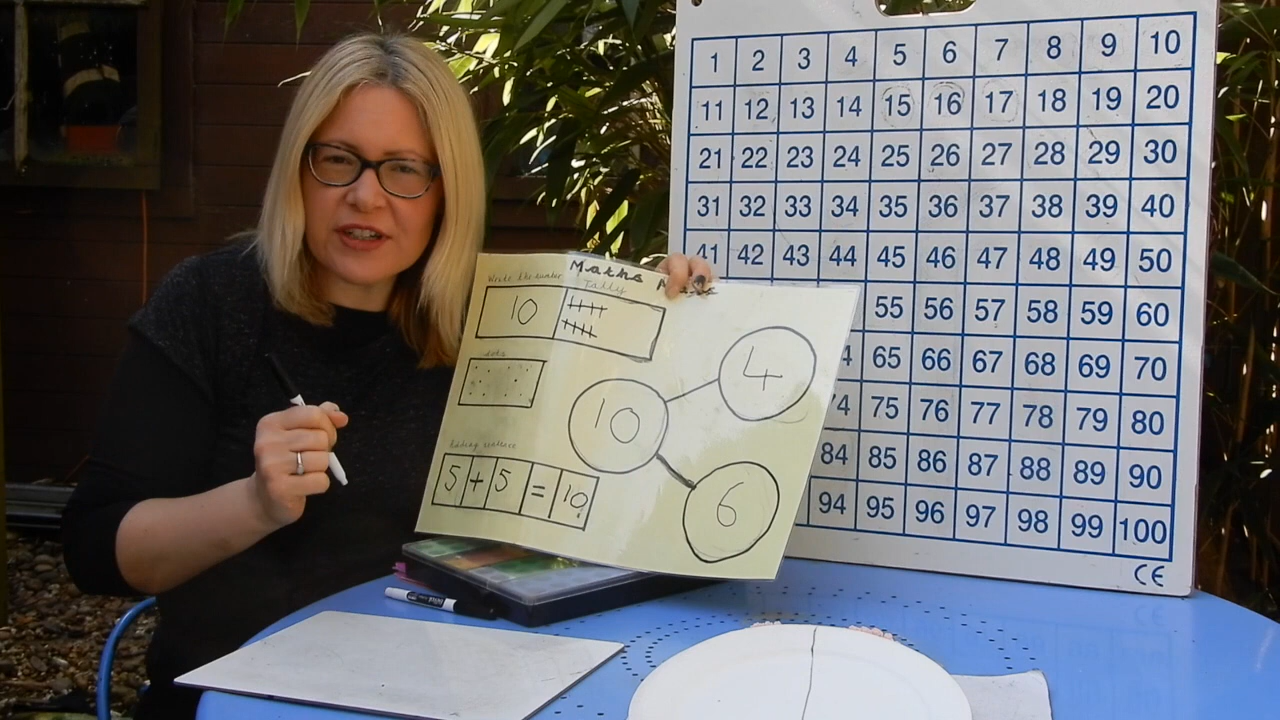 Maths
Write the number
Tally
10
4
10
6
5 + 5 = 10
1 2 3 4 5 6 7 8 9 10
11 12 13 14 15 16 17 18 19 20
21 22 23 24 25 26 27 28 29 30
31 32 33 34 35 36 37 38 39 40
41 42 43 44 45 46 47 48 49 50
55 56 57 58 59 60
4 65 66 67 68 69 70
74 75 76 77 78 79 80
84 85 86 87 88 89 90
94 95 96 97 98 99 100
CE